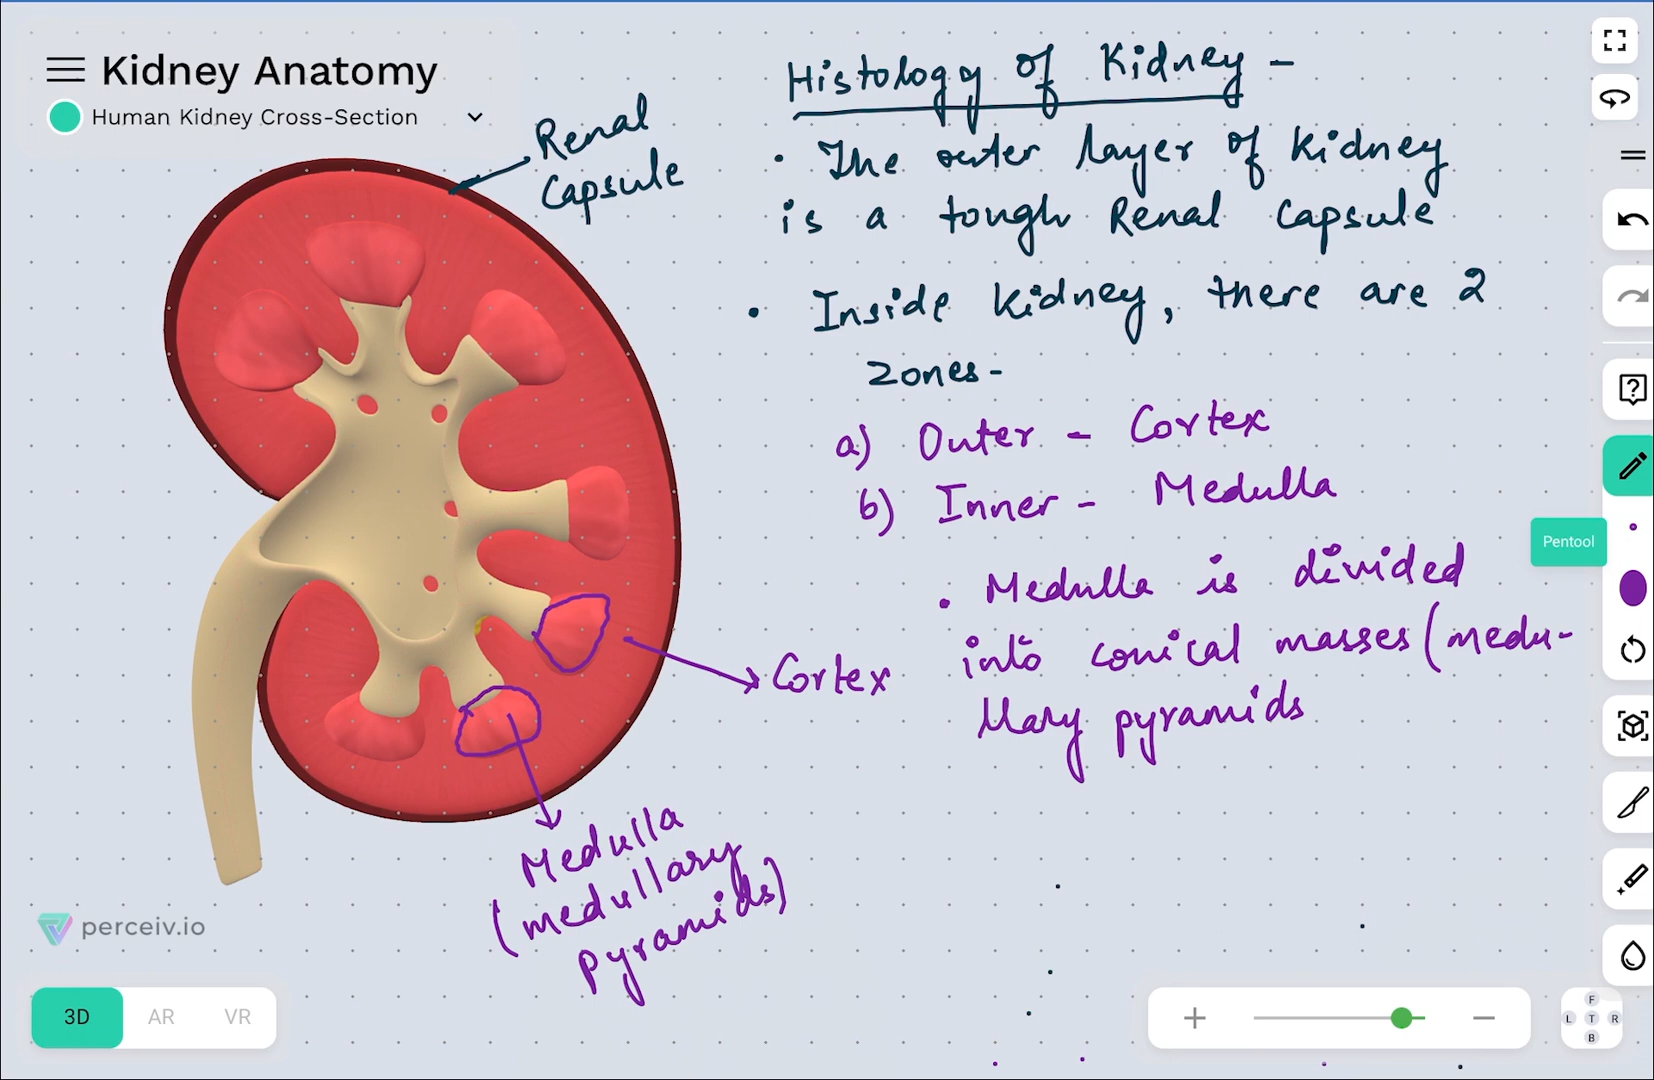 Kidney Anatomy
Human Kidney Cross-Section
Renal
Capsule
Histology of Kidney -
• The outer layer of kidney
is a tough Renal Capsule
• Inside kidney, there are 2
zones-
a) Outer - Cortex
b) Inner - Medulla
• Medulla is divided
into conical masses (medu-
llary pyramids
Cortex
Medulla
(medullary
pyramids)
Pentool
perceiv.io
3D AR VR
F
L T R
B